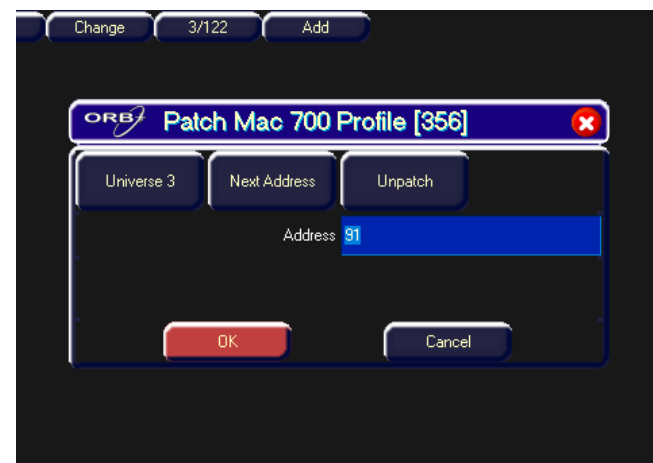 Change 3/122 Add
ORB Patch Mac 700 Profile [356]
Universe 3 Next Address Unpatch
Address 91
OK Cancel